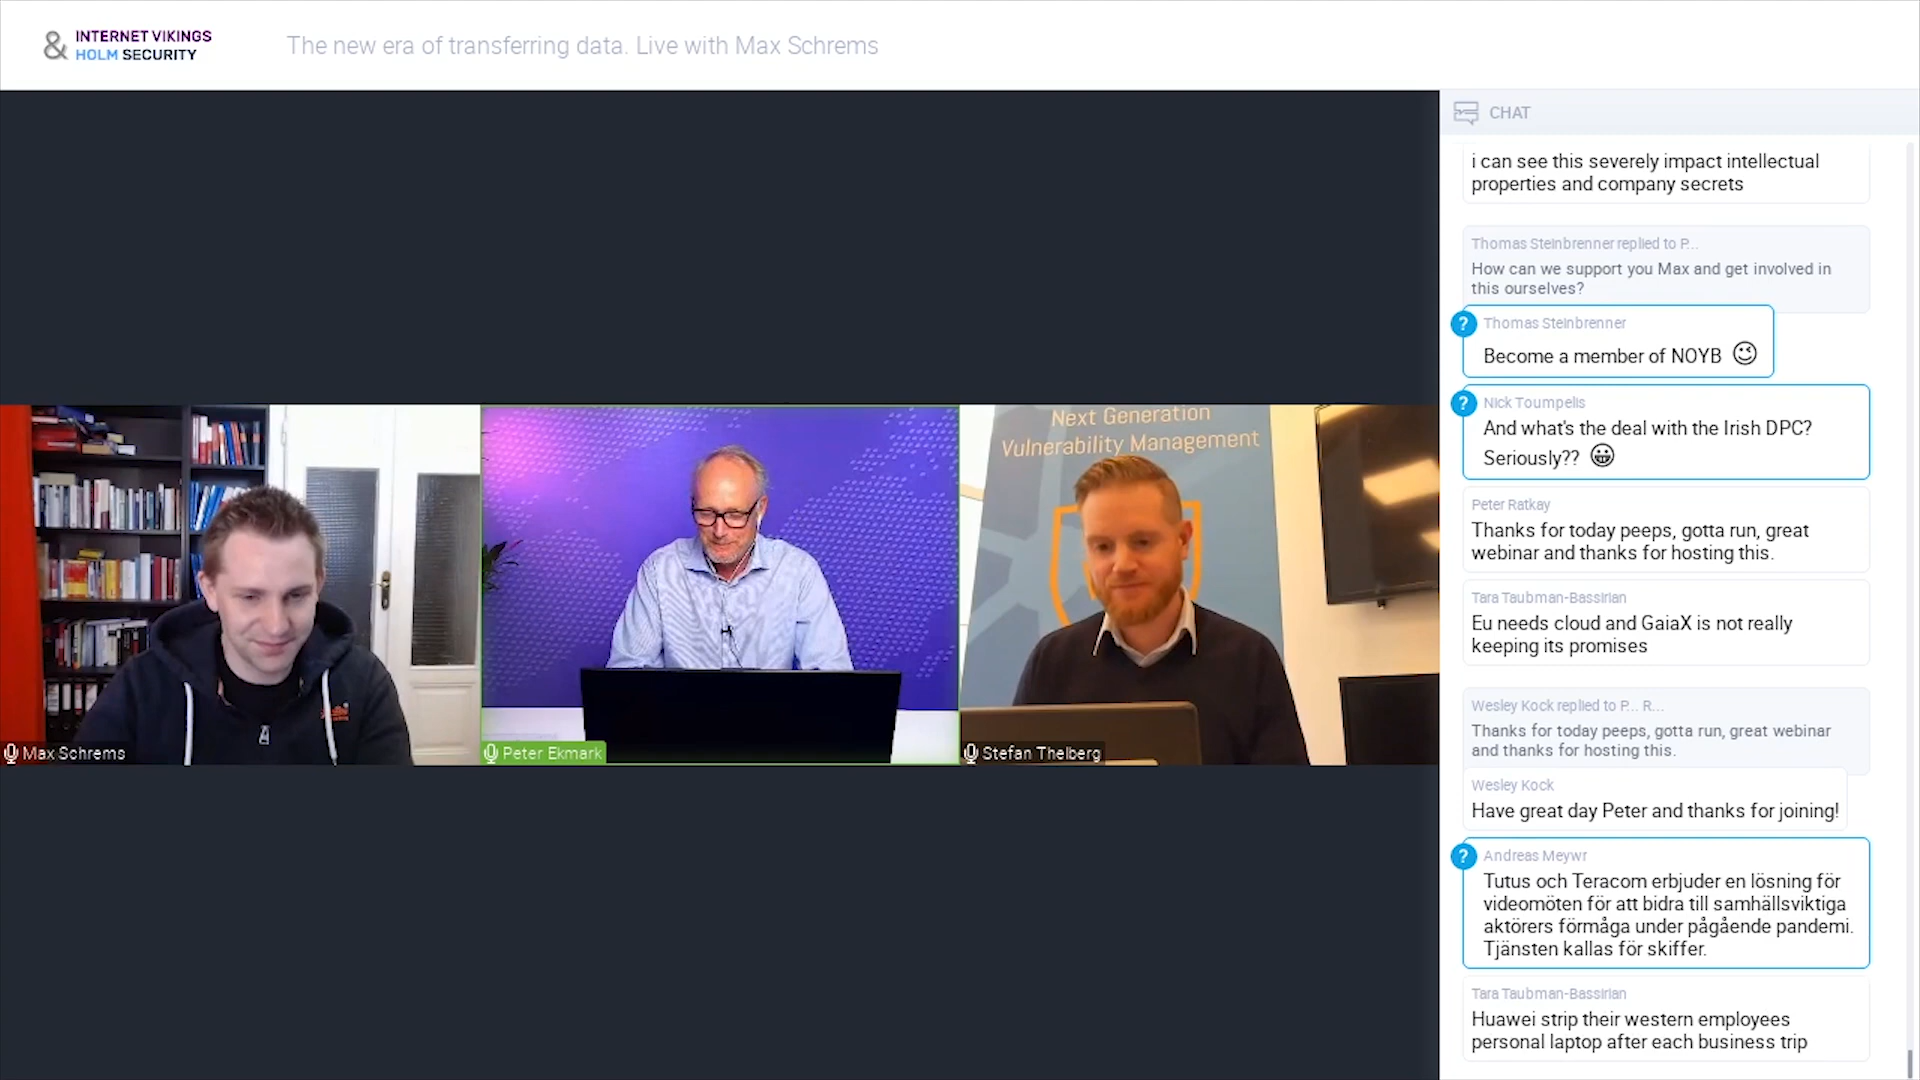 & INTERNET VIKINGS
HOLM SECURITY
The new era of transferring data. Live with Max Schrems
CHAT
i can see this severely impact intellectual
properties and company secrets
Thomas Steinbrenner replied to P...
How can we support you Max and get involved in
this ourselves?
? Thomas Steinbrenner
Become a member of NOYB 😉
? Nick Toumpelis
And what's the deal with the Irish DPC?
Seriously?? 😀
Peter Ratkay
Thanks for today peeps, gotta run, great
webinar and thanks for hosting this.
Tara Taubman-Bassirian
Eu needs cloud and GaiaX is not really
keeping its promises
Wesley Kock replied to P... R...
Thanks for today peeps, gotta run, great webinar
and thanks for hosting this.
Wesley Kock
Have great day Peter and thanks for joining!
? Andreas Meywr
Tutus och Teracom erbjuder en lösning för
videomöten för att bidra till samhällsviktiga
aktörers förmåga under pågående pandemi.
Tjänsten kallas för skiffer.
Tara Taubman-Bassirian
Huawei strip their western employees
personal laptop after each business trip
Next Generation
Vulnerability Management
Max Schrems
Peter Ekmark
Stefan Thelberg